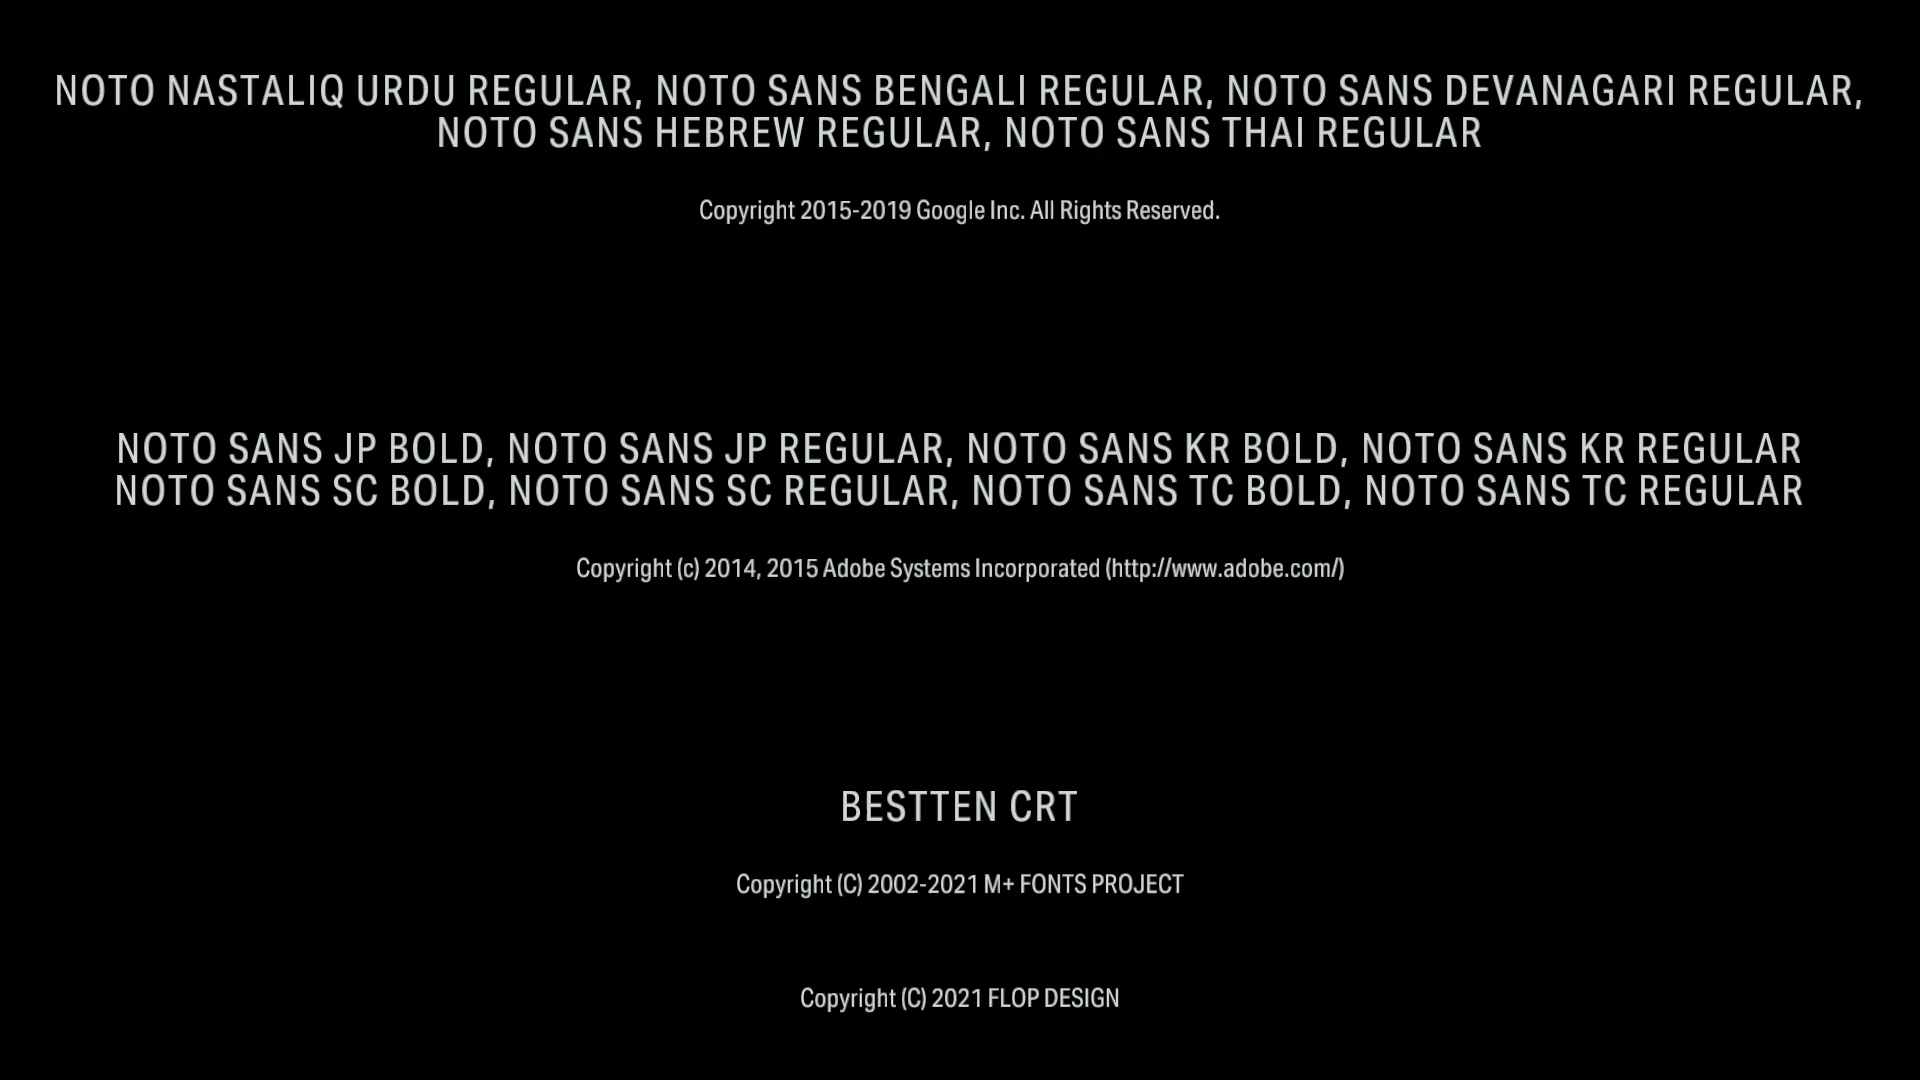 NOTO NASTALIQ URDU REGULAR, NOTO SANS BENGALI REGULAR, NOTO SANS DEVANAGARI REGULAR,
NOTO SANS HEBREW REGULAR, NOTO SANS THAI REGULAR
Copyright 2015-2019 Google Inc. All Rights Reserved.
NOTO SANS JP BOLD, NOTO SANS JP REGULAR, NOTO SANS KR BOLD, NOTO SANS KR REGULAR
NOTO SANS SC BOLD, NOTO SANS SC REGULAR, NOTO SANS TC BOLD, NOTO SANS TC REGULAR
Copyright (c) 2014, 2015 Adobe Systems Incorporated (http://www.adobe.com/)
BESTTEN CRT
Copyright (C) 2002-2021 M+ FONTS PROJECT
Copyright (C) 2021 FLOP DESIGN